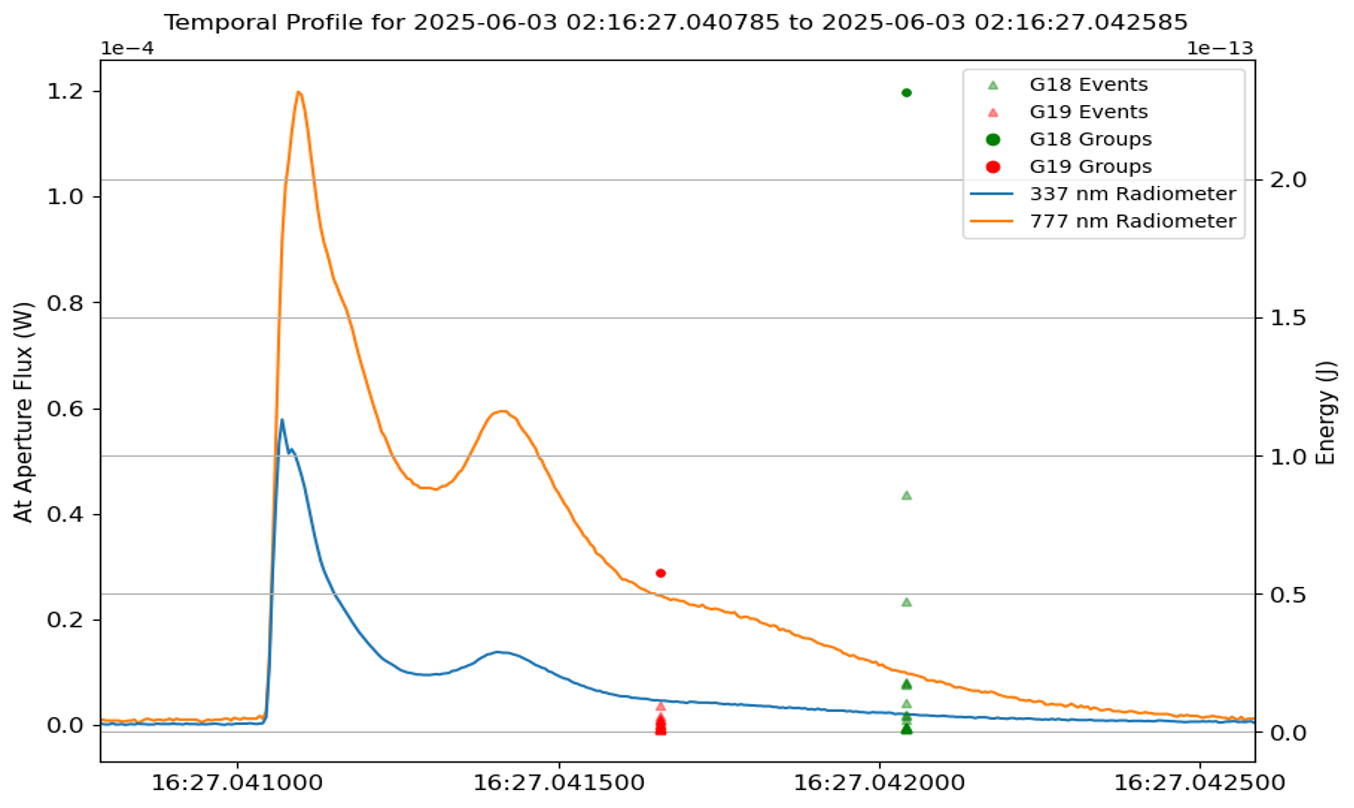 Temporal Profile for 2025-06-03 02:16:27.040785 to 2025-06-03 02:16:27.042585
1e−4
1e−13
1.2
1.0
0.8
0.6
0.4
0.2
0.0
At Aperture Flux (W)
G18 Events
G19 Events
G18 Groups
G19 Groups
337 nm Radiometer
777 nm Radiometer
2.0
1.5
1.0
0.5
0.0
Energy (J)
16:27.041000
16:27.041500
16:27.042000
16:27.042500